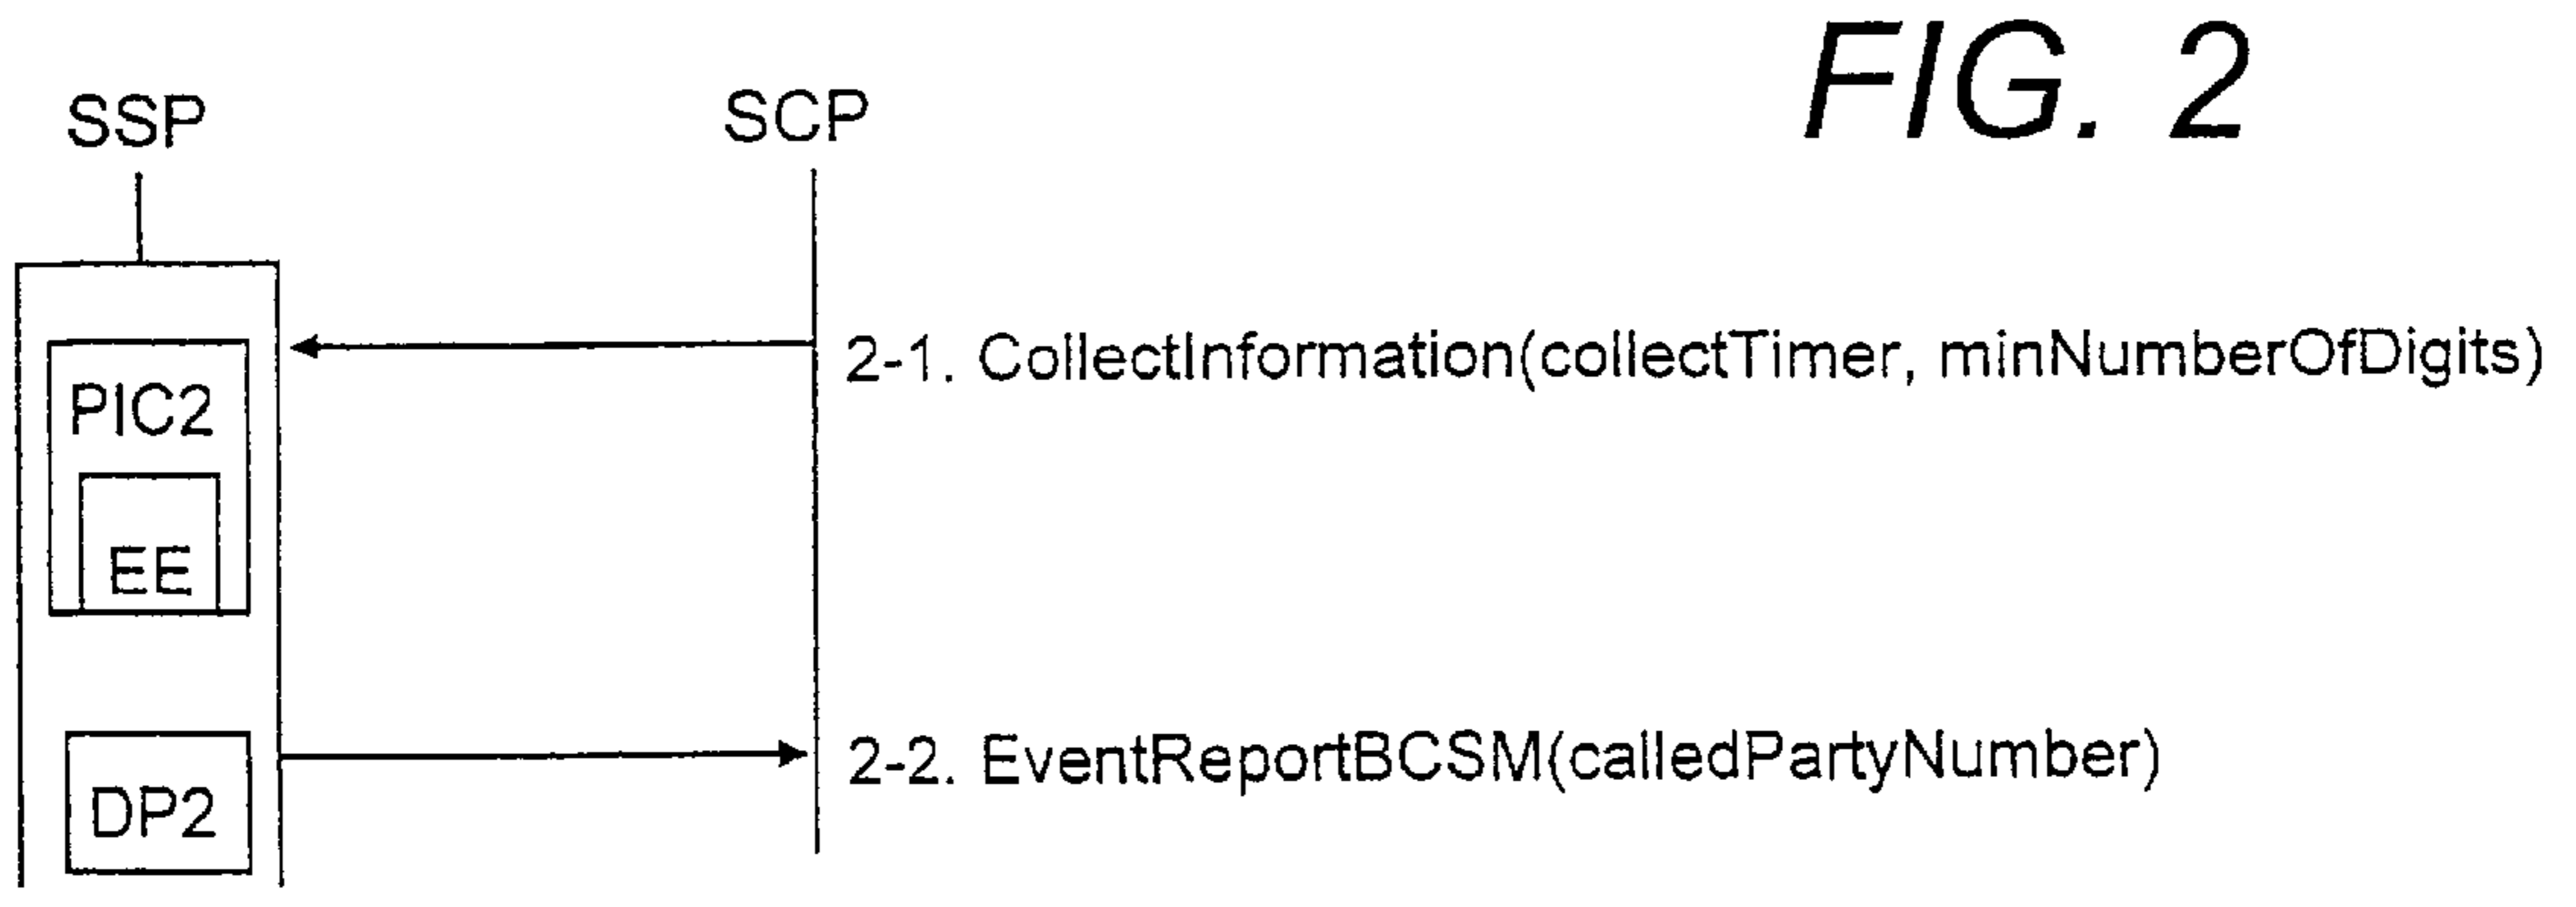 FIG. 2
SSP
SCP
2-1. CollectInformation(collectTimer, minNumberOfDigits)
PIC2
EE
2-2. EventReportBCSM(calledPartyNumber)
DP2